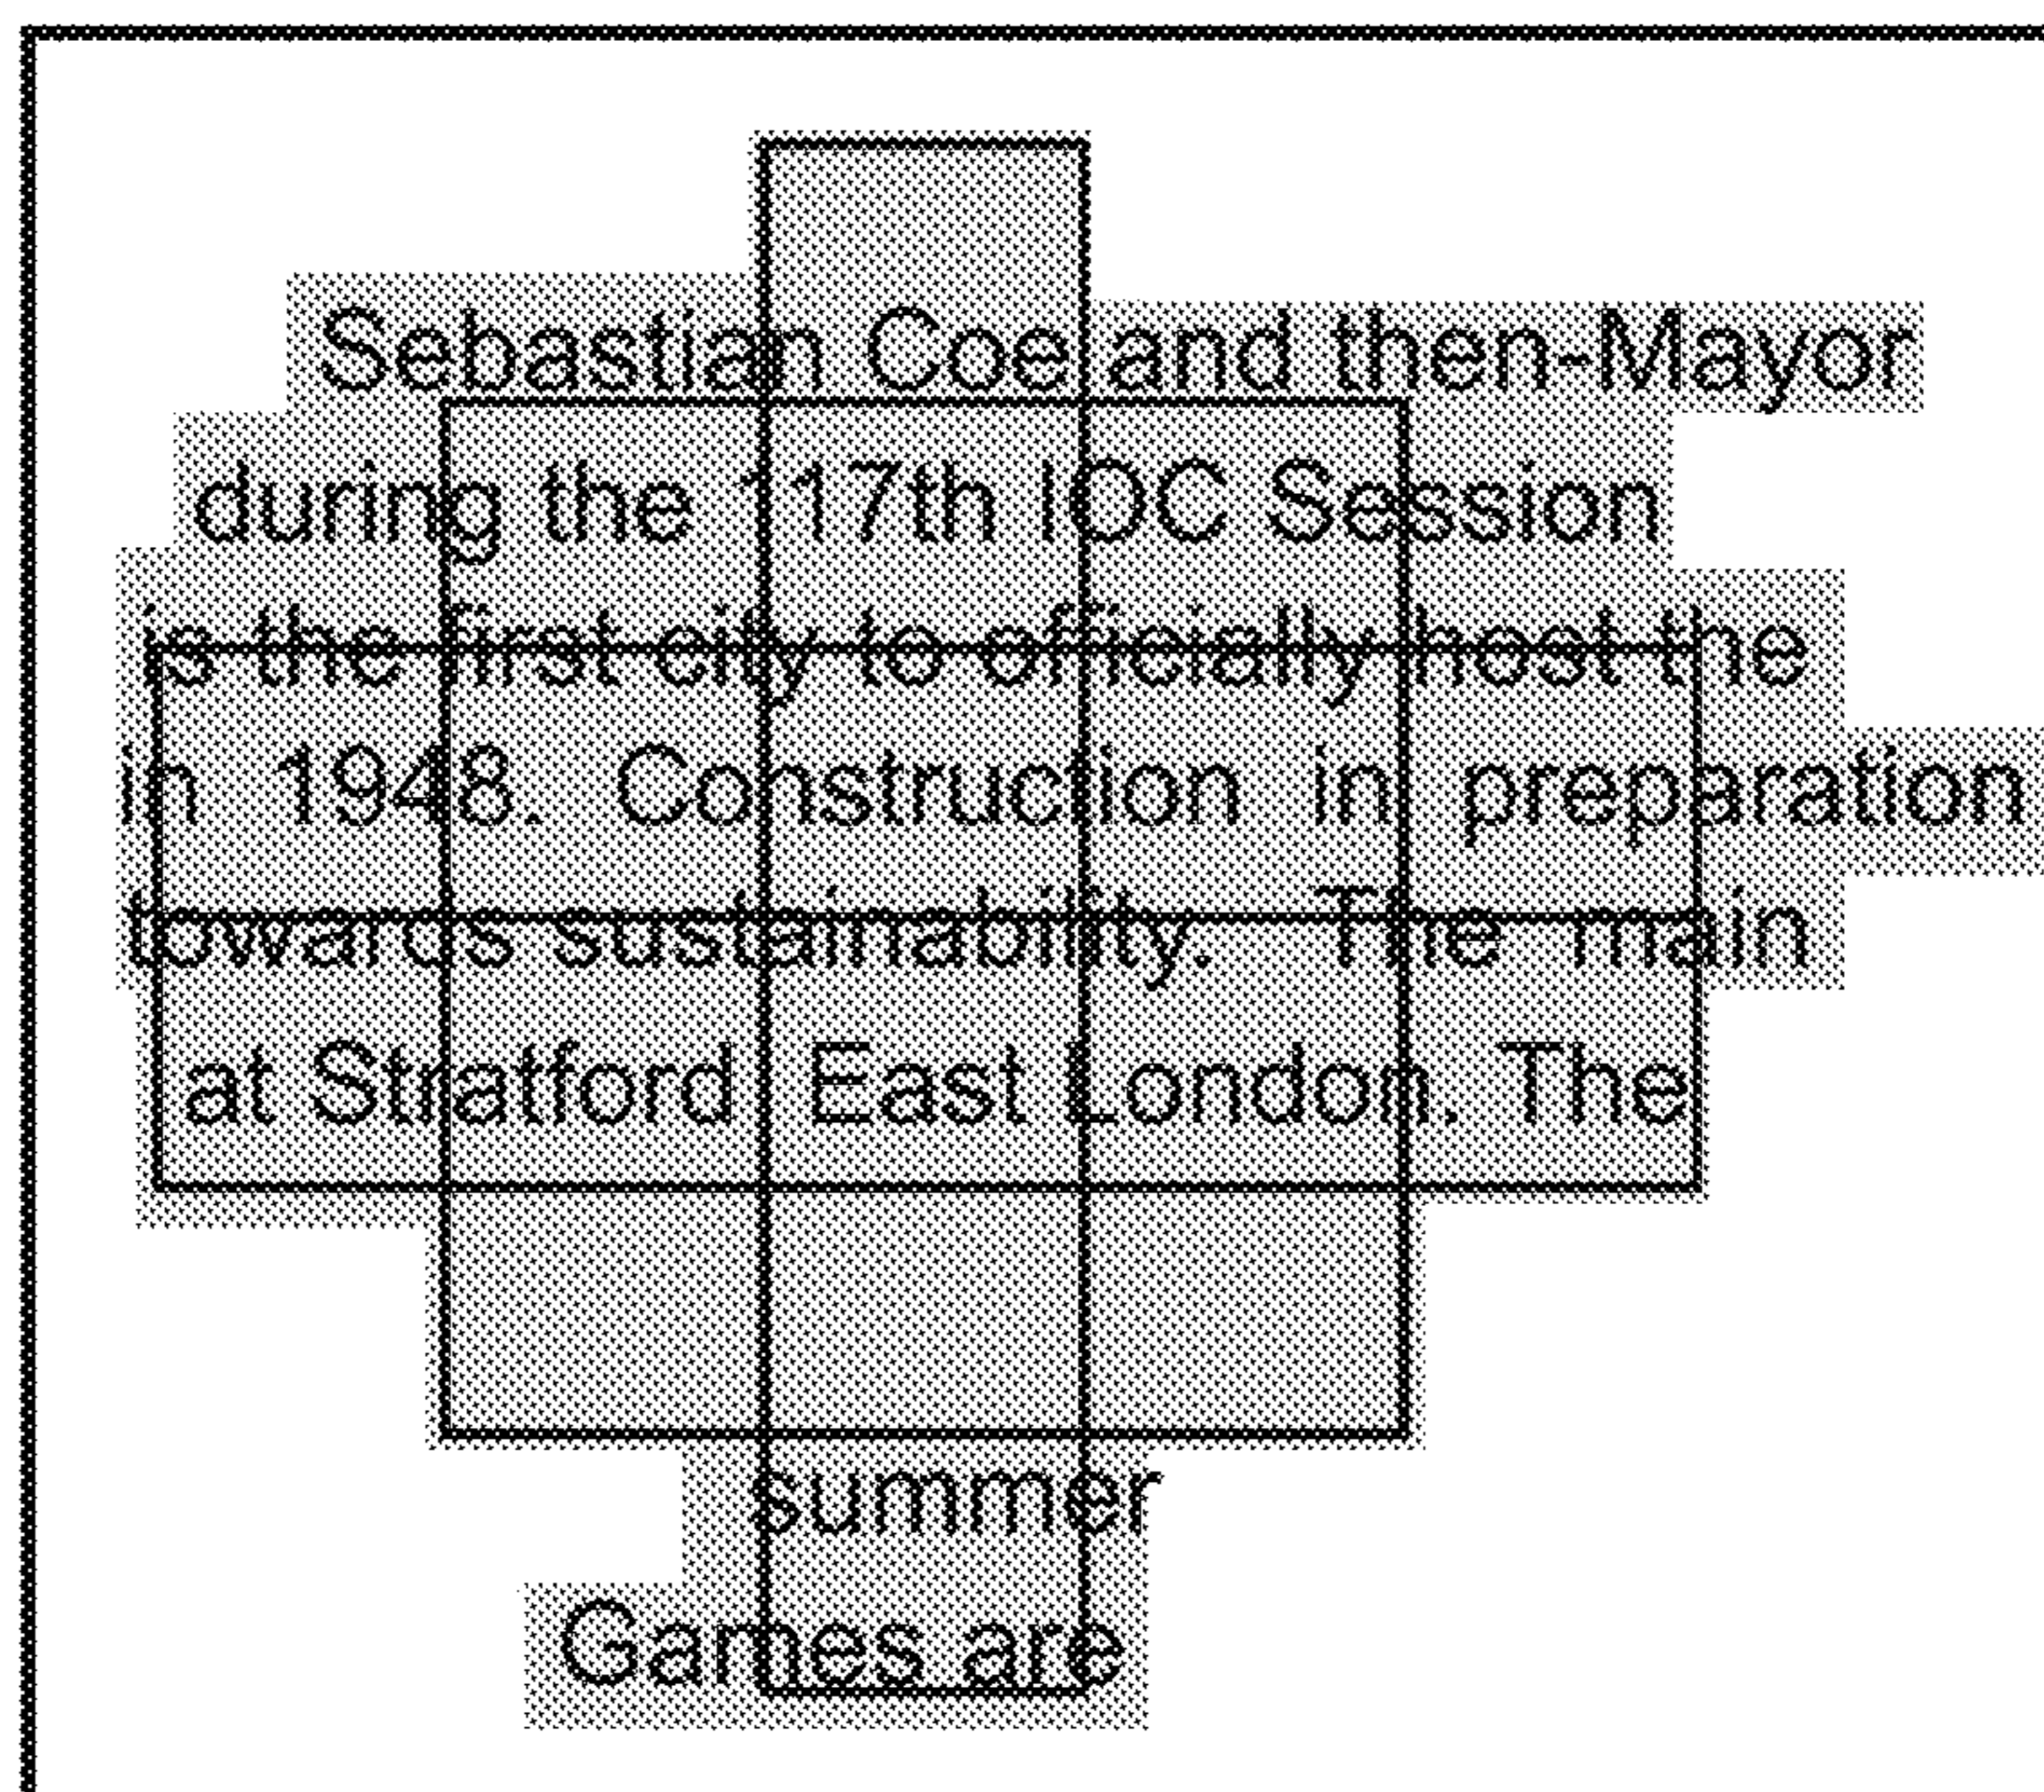 Sebastian Coe and then-Mayor
during the 117th IOC Session
is the first city to officially host the
in 1948. Construction in preparation
towards sustainability. The main
at Stratford East London. The
summer
Games are